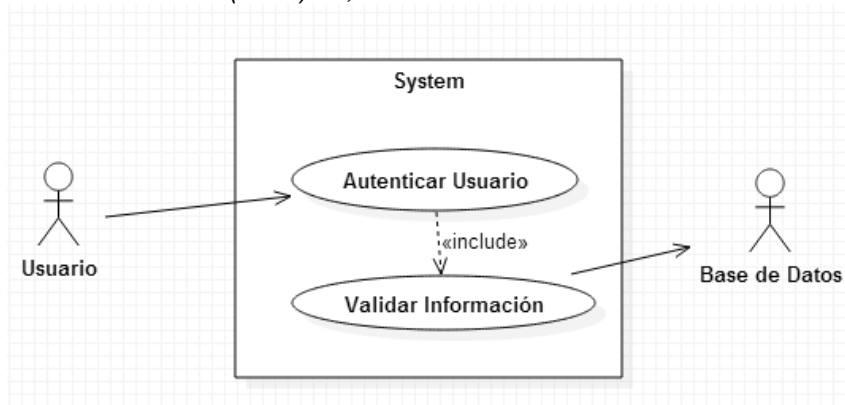 System
Autenticar Usuario
«include»
Usuario
Base de Datos
Validar Información